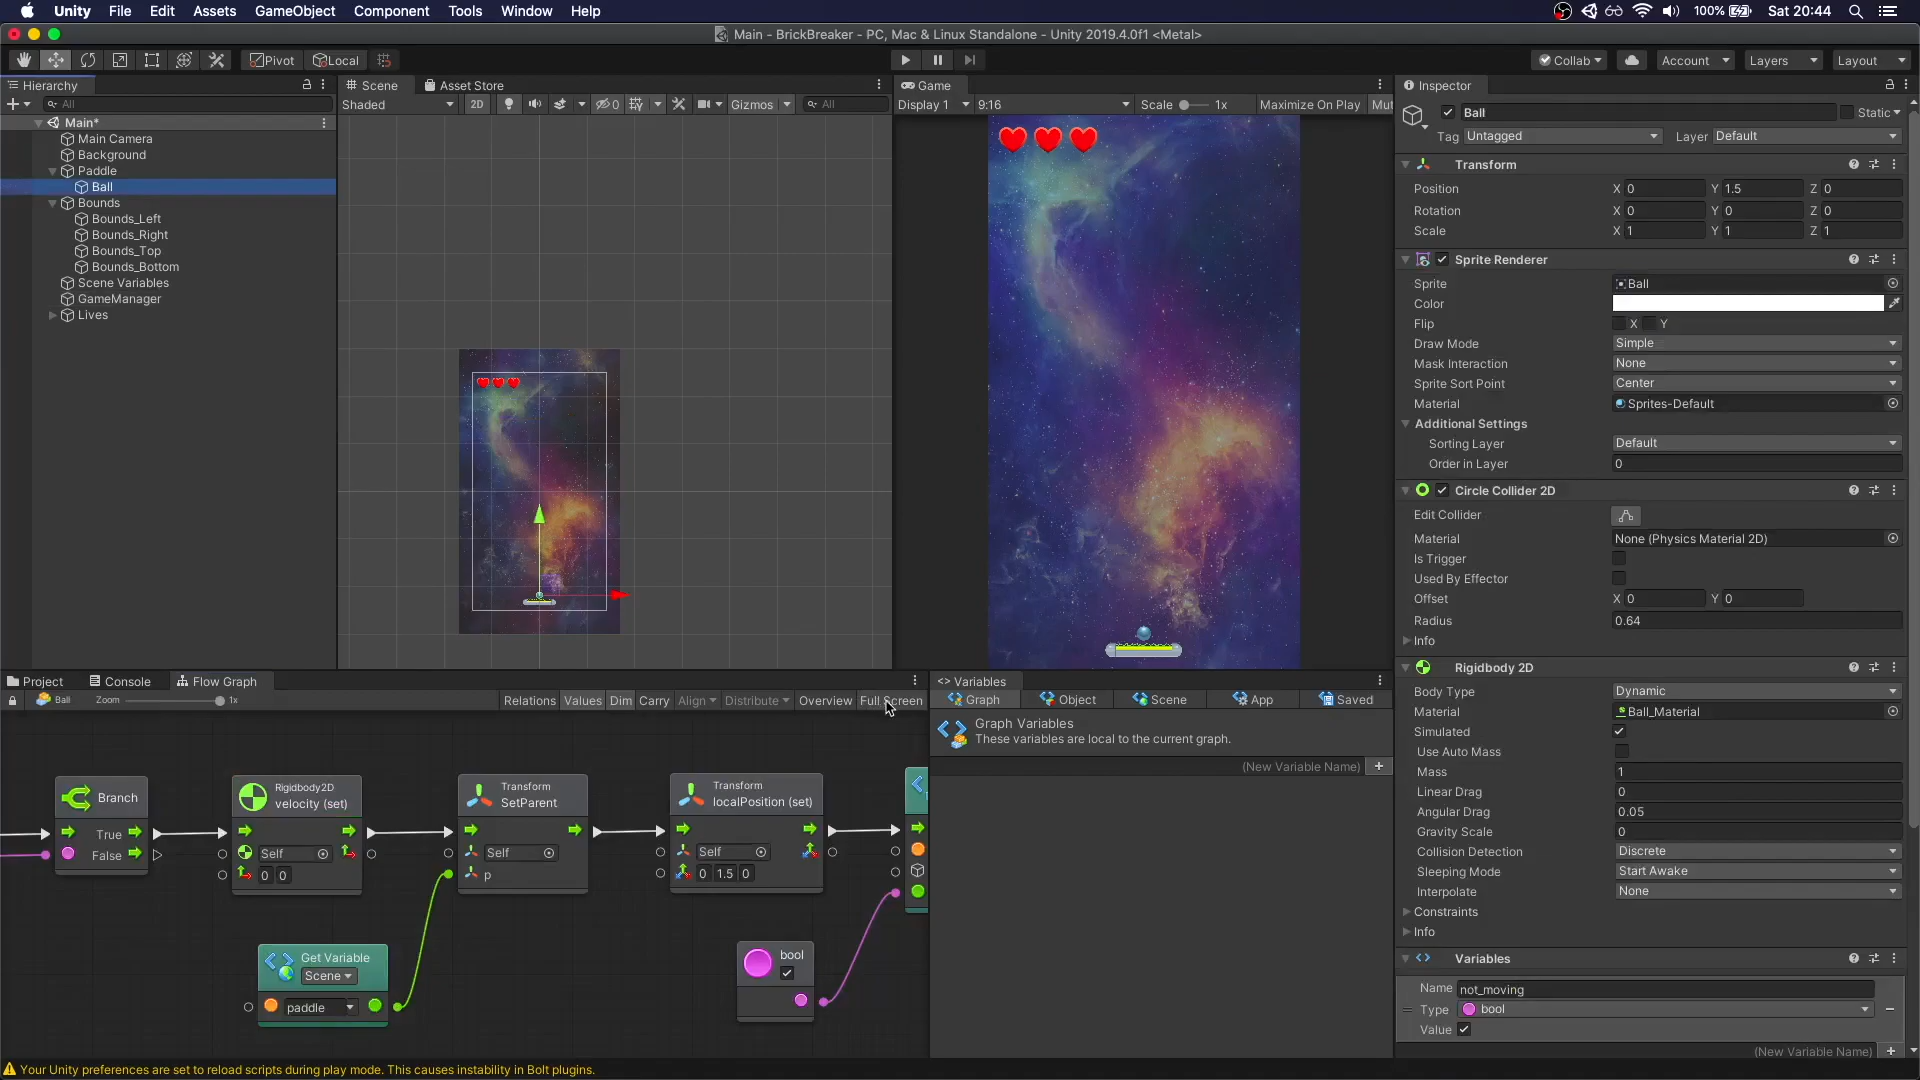 Unity File Edit Assets GameObject Component Tools Window Help 100% Sat 20:44
Main - BrickBreaker - PC, Mac & Linux Standalone - Unity 2019.4.0f1 <Metal>
Pivot Local Collab Account Layers Layout
Hierarchy
All
Main*
Main Camera
Background
Paddle
Ball
Bounds
Bounds_Left
Bounds_Right
Bounds_Top
Bounds_Bottom
Scene Variables
GameManager
Lives
Scene Asset Store
Shaded 2D 0 Gizmos All
Game
Display 1 9:16 Scale 1x Maximize On Play Mut
Inspector
Ball Static
Tag Untagged Layer Default
Transform
Position X 0 Y 1.5 Z 0
Rotation X 0 Y 0 Z 0
Scale X 1 Y 1 Z 1
Sprite Renderer
Sprite Ball
Color
Flip X Y
Draw Mode Simple
Mask Interaction None
Sprite Sort Point Center
Material Sprites-Default
Additional Settings
Sorting Layer Default
Order in Layer 0
Circle Collider 2D
Edit Collider
Material None (Physics Material 2D)
Is Trigger
Used By Effector
Offset X 0 Y 0
Radius 0.64
Info
Rigidbody 2D
Body Type Dynamic
Material Ball_Material
Simulated
Use Auto Mass
Mass 1
Linear Drag 0
Angular Drag 0.05
Gravity Scale 0
Collision Detection Discrete
Sleeping Mode Start Awake
Interpolate None
Constraints
Info
Variables
Name not_moving
Type bool
Value
(New Variable Name)
Project Console Flow Graph
Ball Zoom 1x Relations Values Dim Carry Align Distribute Overview Full Screen
Branch
True
False
Rigidbody2D
velocity (set)
Self
0 0
Transform
SetParent
Self
p
Transform
localPosition (set)
Self
0 1.5 0
Get Variable
Scene
paddle
bool
<> Variables
Graph Object Scene App Saved
Graph Variables
These variables are local to the current graph.
(New Variable Name)
Your Unity preferences are set to reload scripts during play mode. This causes instability in Bolt plugins.